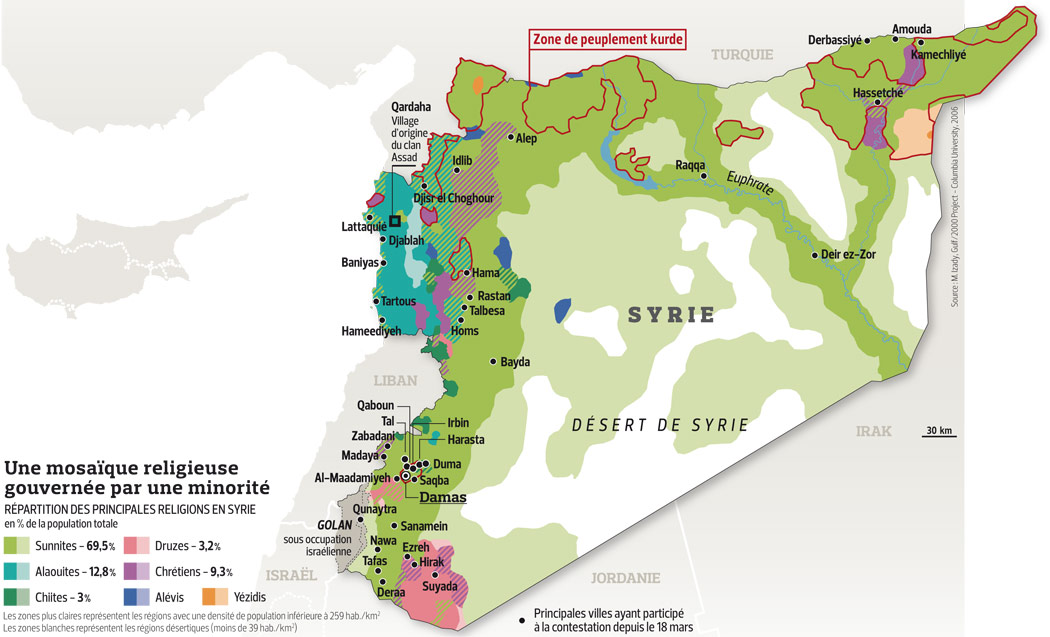 Zone de peuplement kurde
TURQUIE
Derbassiyé
Amouda
Kamechliyé
Hassetché
Qardaha
Village
d'origine
du clan
Assad
Alep
Idlib
Djisr el Choghour
Raqqa
Euphrate
Lattaquié
Djablah
Baniyas
Hama
Deir ez-Zor
Tartous
Rastan
Talbesa
Hameediyeh
Homs
SYRIE
Source : M. Izady, Gulf / 2000 Project - Columbia University, 2006
Bayda
LIBAN
DÉSERT DE SYRIE
IRAK
30 km
Qaboun
Tal
Irbin
Zabadani
Harasta
Madaya
Duma
Al-Maadamiyeh
Saqba
Damas
Qunaytra
GOLAN
sous occupation
israélienne
Sanamein
Nawa
Ezreh
Tafas
Hirak
Suyada
Deraa
ISRAËL
JORDANIE
Une mosaïque religieuse
gouvernée par une minorité
RÉPARTITION DES PRINCIPALES RELIGIONS EN SYRIE
en % de la population totale
Sunnites – 69,5%
Druzes – 3,2%
Alaouites – 12,8%
Chrétiens – 9,3%
Chiites – 3%
Alévis
Yézidis
Les zones plus claires représentent les régions avec une densité de population inférieure à 259 hab./km²
Les zones blanches représentent les régions désertiques (moins de 39 hab./km²)
Principales villes ayant participé
à la contestation depuis le 18 mars